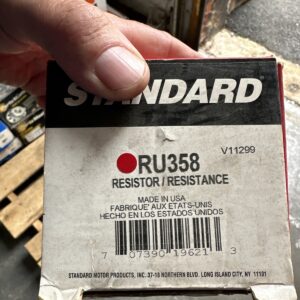 STANDARD
V11299
RU358
RESISTOR / RESISTANCE
MADE IN USA
FABRIQUE' AUX ETATS-UNIS
HECHO EN LOS ESTADOS UNIDOS
7 07390 19621 3
STANDARD MOTOR PRODUCTS, INC. 37-18 NORTHERN BLVD. LONG ISLAND CITY, NY 11101